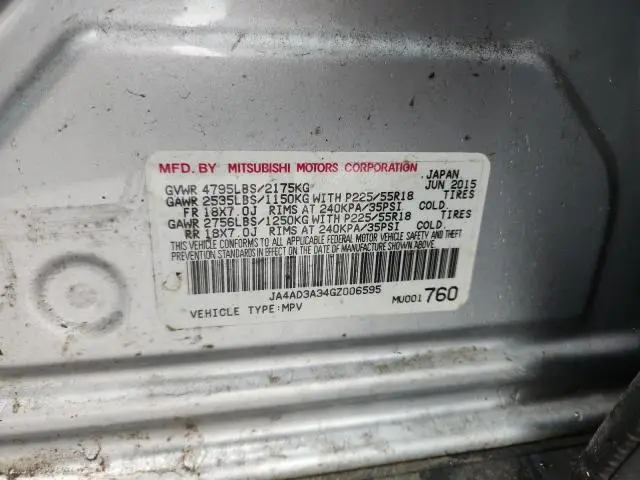 MFD. BY MITSUBISHI MOTORS CORPORATION
JAPAN
GVWR 4795LBS/2175KG JUN 2015
GAWR 2535LBS/1150KG WITH P225/55R18 TIRES
FR 18X7.0J RIMS AT 240KPA/35PSI COLD.
GAWR 2756LBS/1250KG WITH P225/55R18 TIRES
RR 18X7.0J RIMS AT 240KPA/35PSI COLD.
THIS VEHICLE CONFORMS TO ALL APPLICABLE FEDERAL MOTOR VEHICLE SAFETY AND THEFT
PREVENTION STANDARDS IN EFFECT ON THE DATE OF MANUFACTURE SHOWN ABOVE.
JA4AD3A34GZ006595
VEHICLE TYPE:MPV MU001 760